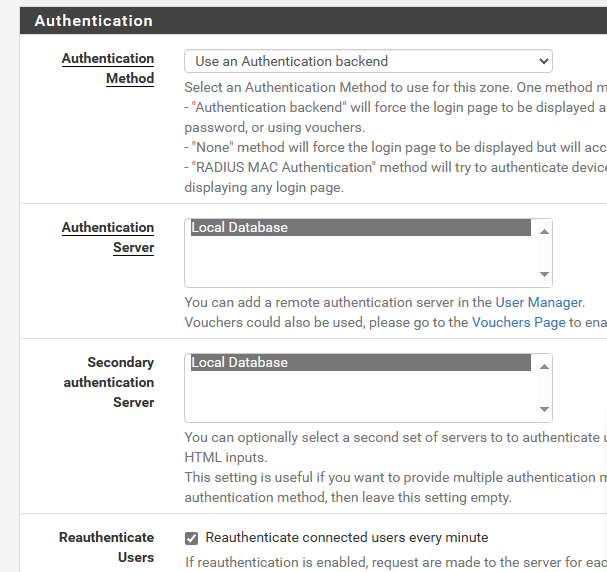 Authentication
Authentication Method
Use an Authentication backend
Select an Authentication Method to use for this zone. One method m
- "Authentication backend" will force the login page to be displayed a
password, or using vouchers.
- "None" method will force the login page to be displayed but will acc
- "RADIUS MAC Authentication" method will try to authenticate device
displaying any login page.
Authentication Server
Local Database
You can add a remote authentication server in the User Manager.
Vouchers could also be used, please go to the Vouchers Page to ena
Secondary authentication Server
Local Database
You can optionally select a second set of servers to to authenticate u
HTML inputs.
This setting is useful if you want to provide multiple authentication m
authentication method, then leave this setting empty.
Reauthenticate Users
Reauthenticate connected users every minute
If reauthentication is enabled, request are made to the server for eac